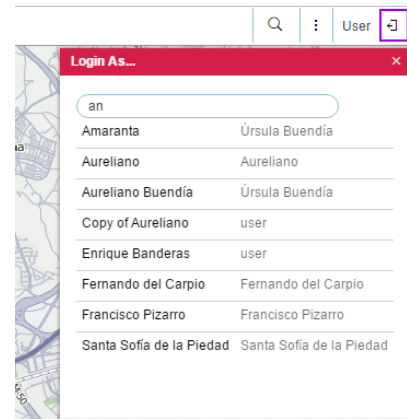 User
Login As... ×
an
Amaranta Úrsula Buendía
Aureliano Aureliano
Aureliano Buendía Úrsula Buendía
Copy of Aureliano user
Enrique Banderas user
Fernando del Carpio Fernando del Carpio
Francisco Pizarro Francisco Pizarro
Santa Sofía de la Piedad Santa Sofía de la Piedad